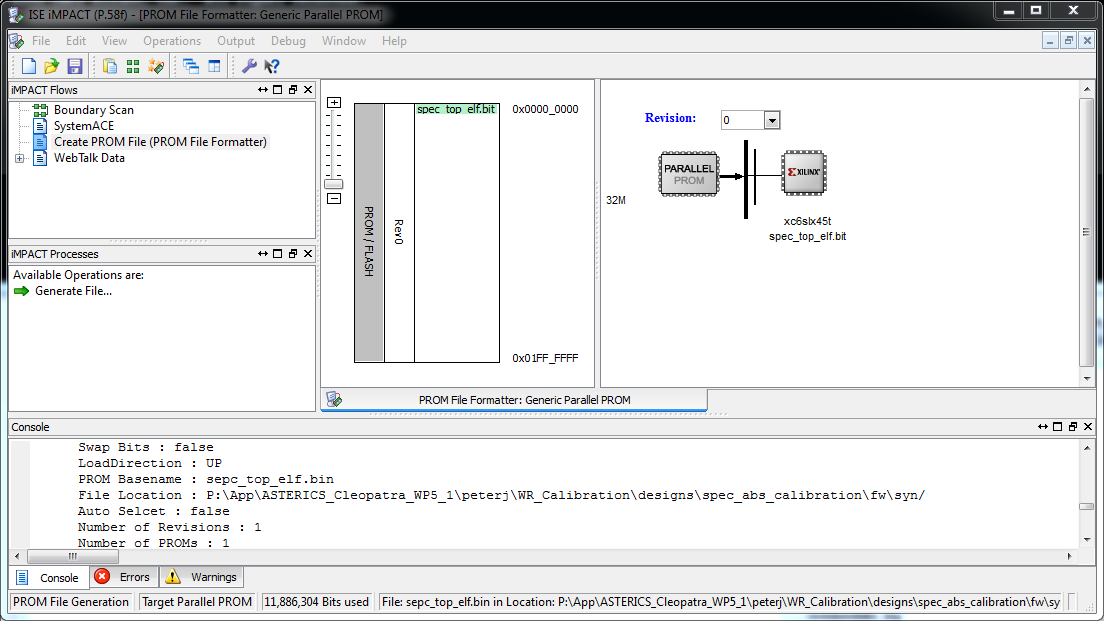 ISE iMPACT (P.58f) - [PROM File Formatter: Generic Parallel PROM]
File Edit View Operations Output Debug Window Help
iMPACT Flows
Boundary Scan
SystemACE
Create PROM File (PROM File Formatter)
WebTalk Data
iMPACT Processes
Available Operations are:
Generate File...
spec_top_elf.bit
0x0000_0000
PROM / FLASH
Rev0
0x01FF_FFFF
Revision: 0
PARALLEL
PROM
XILINX
32M
xc6slx45t
spec_top_elf.bit
PROM File Formatter: Generic Parallel PROM
Console
Swap Bits : false
LoadDirection : UP
PROM Basename : sepc_top_elf.bin
File Location : P:\App\ASTERICS_Cleopatra_WP5_1\peterj\WR_Calibration\designs\spec_abs_calibration\fw\syn/
Auto Selcet : false
Number of Revisions : 1
Number of PROMs : 1
Console Errors Warnings
PROM File Generation Target Parallel PROM 11,886,304 Bits used File: sepc_top_elf.bin in Location: P:\App\ASTERICS_Cleopatra_WP5_1\peterj\WR_Calibration\designs\spec_abs_calibration\fw\sy